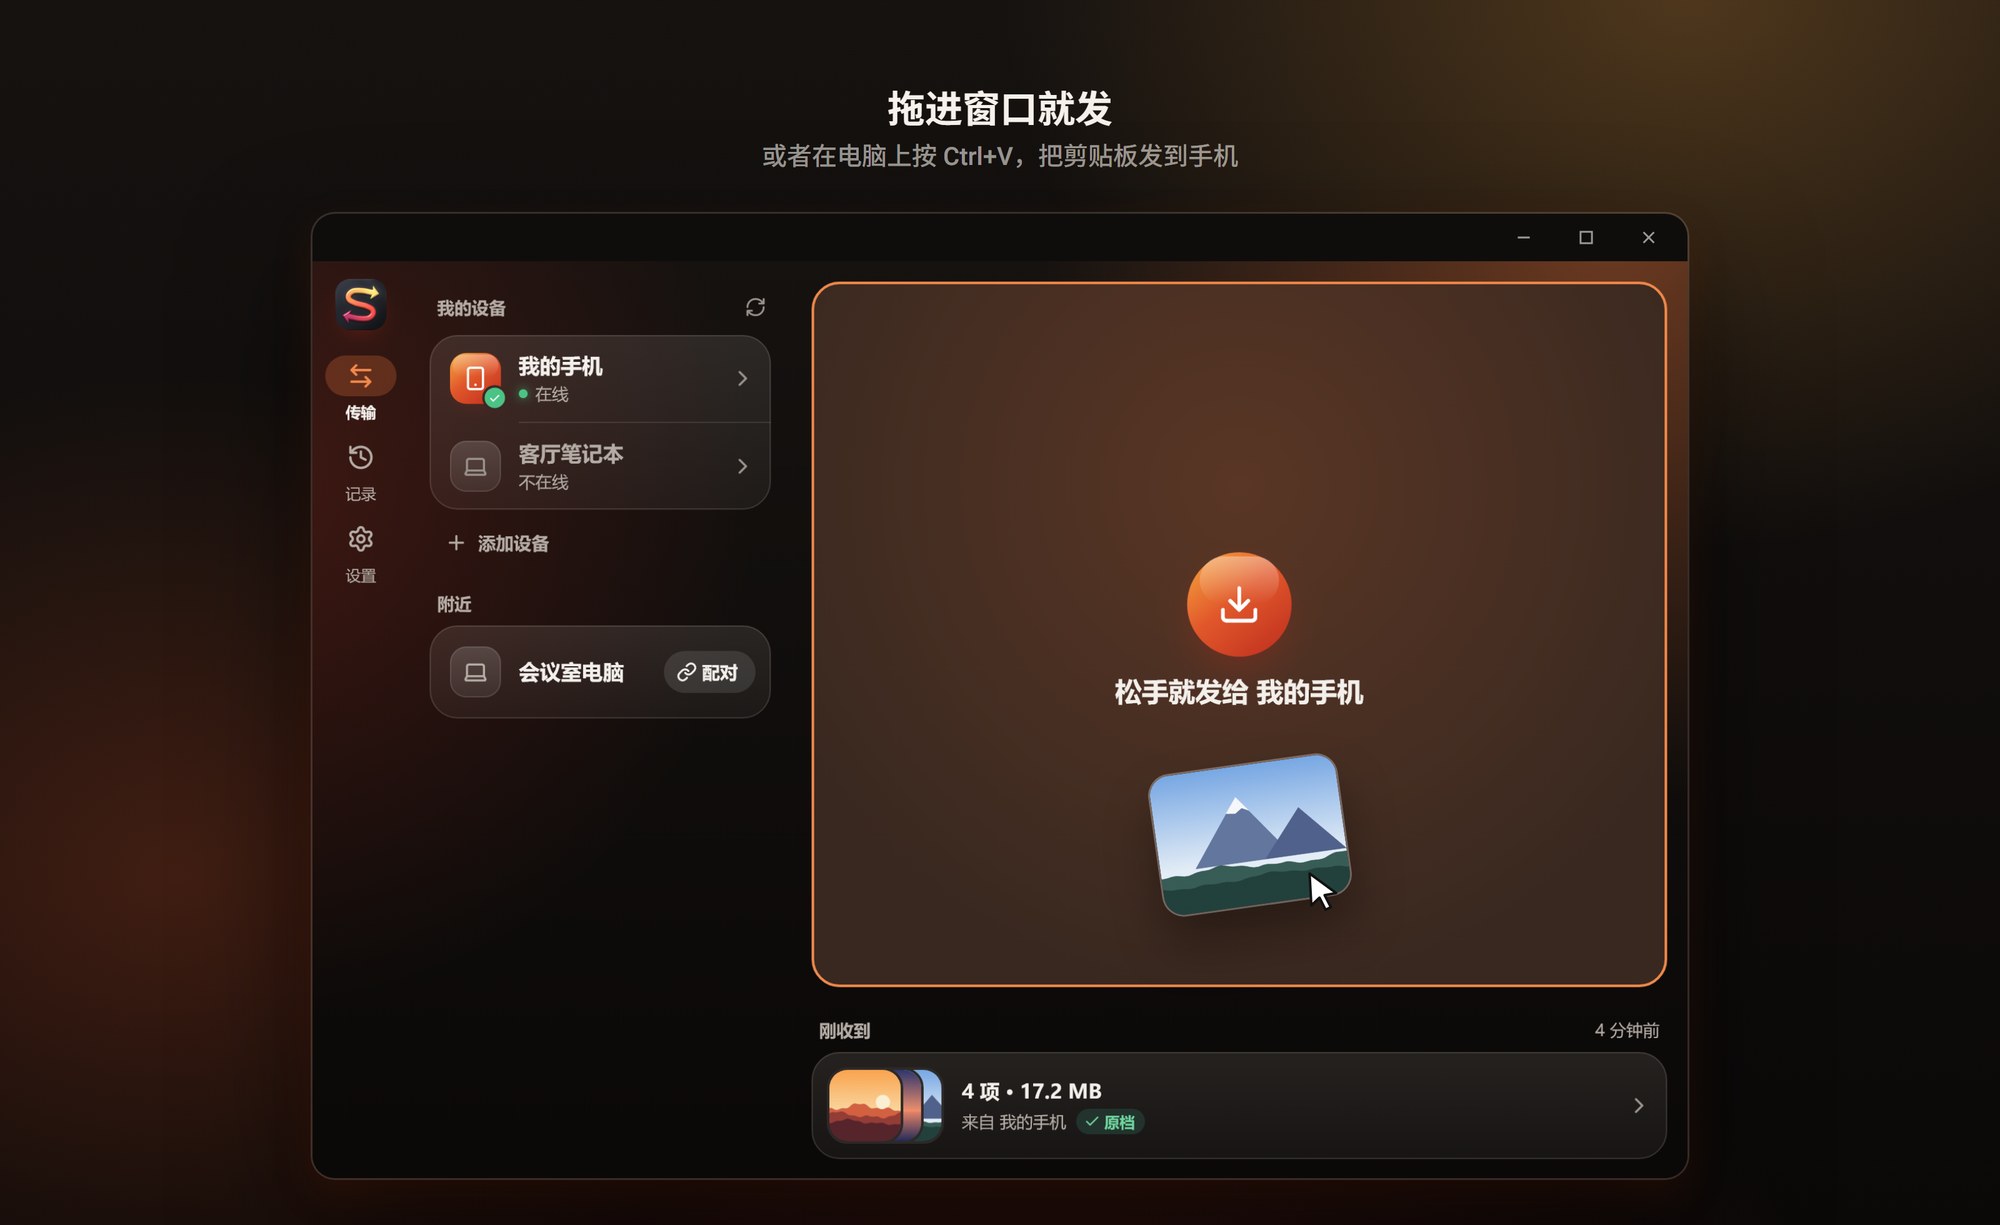 拖进窗口就发
或者在电脑上按 Ctrl+V，把剪贴板发到手机
传输
记录
设置
我的设备
我的手机
在线
客厅笔记本
不在线
添加设备
附近
会议室电脑
配对
松手就发给 我的手机
刚收到
4 分钟前
4 项 • 17.2 MB
来自 我的手机
原档